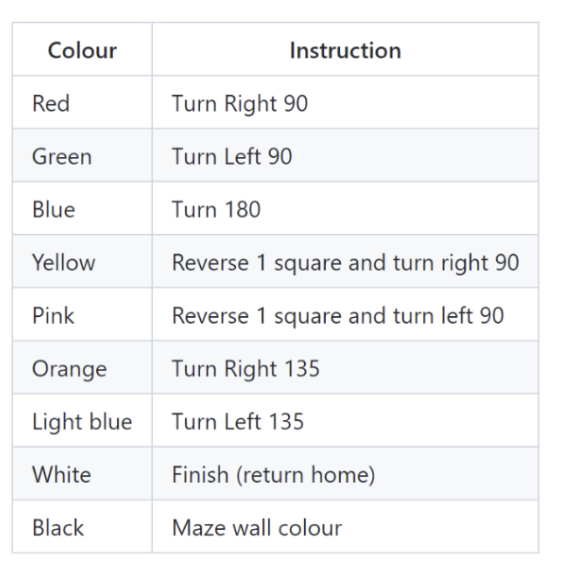 Colour Instruction
Red Turn Right 90
Green Turn Left 90
Blue Turn 180
Yellow Reverse 1 square and turn right 90
Pink Reverse 1 square and turn left 90
Orange Turn Right 135
Light blue Turn Left 135
White Finish (return home)
Black Maze wall colour